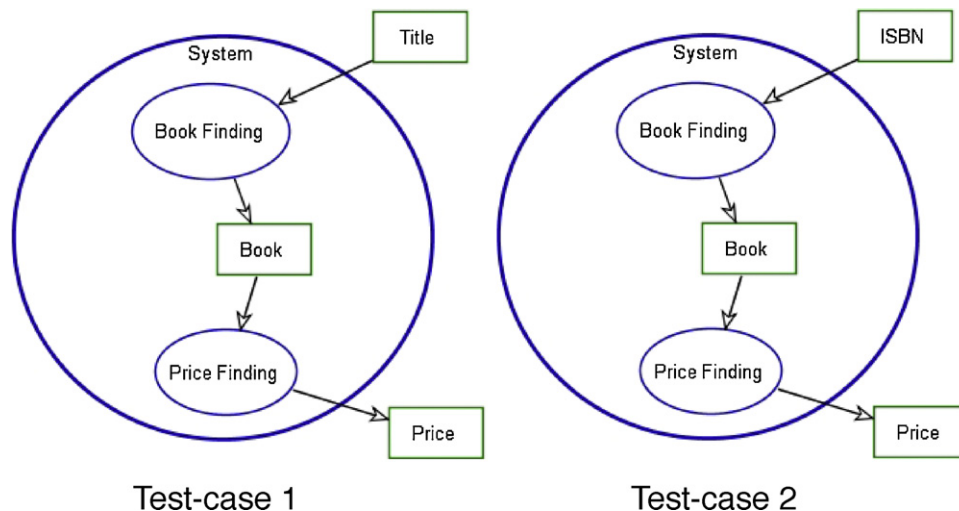 Title
System
Book Finding
Book
Price Finding
Price
Test-case 1
ISBN
System
Book Finding
Book
Price Finding
Price
Test-case 2